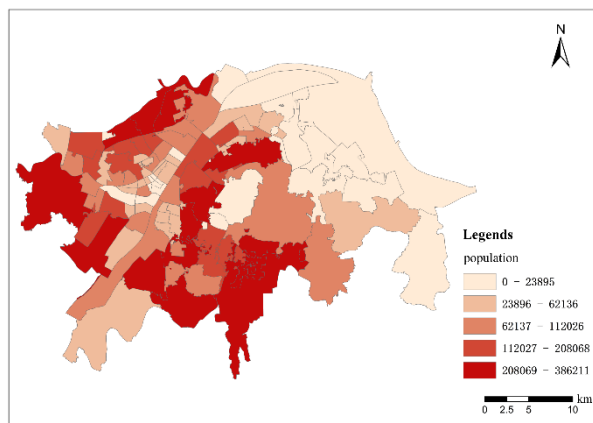 N
Legends
population
0 - 23895
23896 - 62136
62137 - 112026
112027 - 208068
208069 - 386211
km
0 2.5 5 10